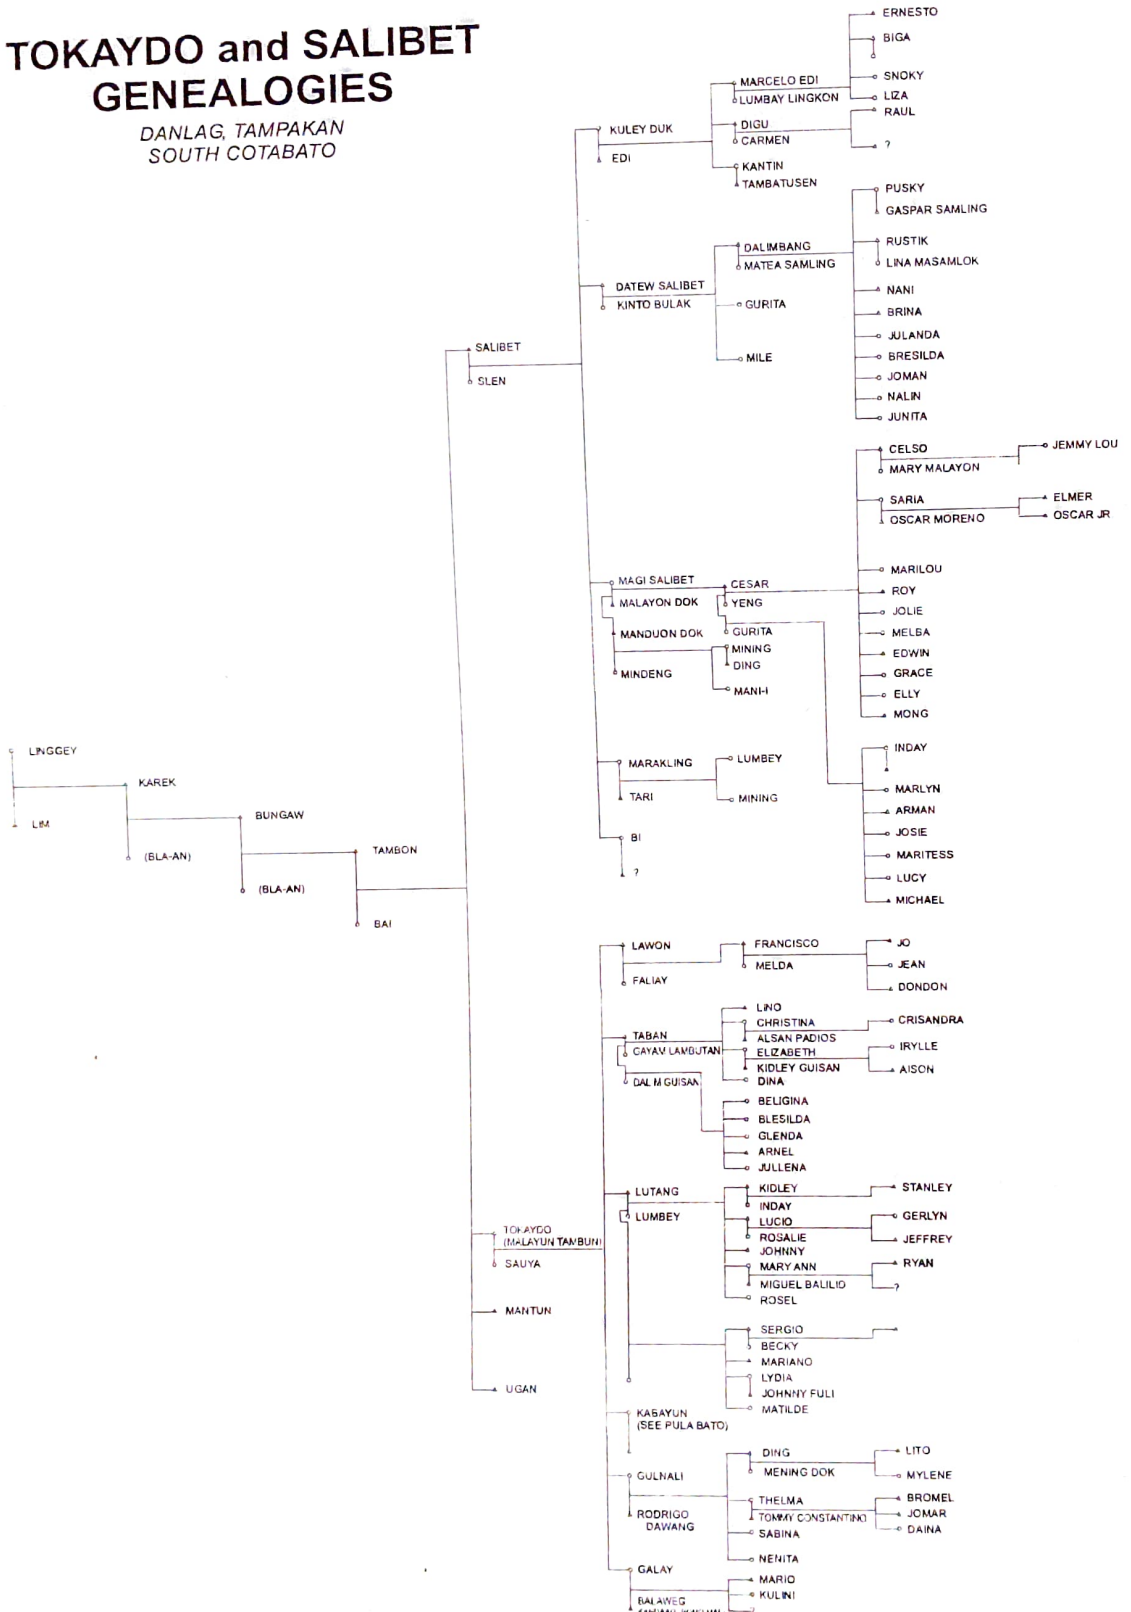 TOKAYDO and SALIBET
GENEALOGIES
DANLAG, TAMPAKAN
SOUTH COTABATO
LINGGEY
LIM
KAREK
(BLA-AN)
BUNGAW
(BLA-AN)
TAMBON
BAI
SALIBET
SLEN
TOKAYDO
(MALAYUN TAMBUN)
SAUYA
MANTUN
UGAN
KULEY DUK
EDI
DATEW SALIBET
KINTO BULAK
MAGI SALIBET
MALAYON DOK
MANDUON DOK
MINDENG
MARAKLING
TARI
BI
?
LAWON
FALIAY
TABAN
GAYAM LAMBUTAN
DALM GUISAN
LUTANG
LUMBEY
KABAYUN
(SEE PULA BATO)
GULNALI
RODRIGO
DAWANG
GALAY
BALAWEG
MARCELO EDI
LUMBAY LINGKON
DIGU
CARMEN
KANTIN
TAMBATUSEN
DALIMBANG
MATEA SAMLING
GURITA
MILE
CESAR
YENG
GURITA
MINING
DING
MANI-I
LUMBEY
MINING
FRANCISCO
MELDA
LINO
CHRISTINA
ALSAN PADIOS
ELIZABETH
KIDLEY GUISAN
DINA
BELIGINA
BLESILDA
GLENDA
ARNEL
JULLENA
KIDLEY
INDAY
LUCIO
ROSALIE
JOHNNY
MARY ANN
MIGUEL BALILID
ROSEL
SERGIO
BECKY
MARIANO
LYDIA
JOHNNY FULI
MATILDE
DING
MENING DOK
THELMA
TOMMY CONSTANTINO
SABINA
NENITA
MARIO
KULINI
?
ERNESTO
BIGA
SNOKY
LIZA
RAUL
?
PUSKY
GASPAR SAMLING
RUSTIK
LINA MASAMLOK
NANI
BRINA
JULANDA
BRESILDA
JOMAN
NALIN
JUNITA
CELSO
MARY MALAYON
SARIA
OSCAR MORENO
MARILOU
ROY
JOLIE
MELBA
EDWIN
GRACE
ELLY
MONG
INDAY
MARLYN
ARMAN
JOSIE
MARITESS
LUCY
MICHAEL
JO
JEAN
DONDON
CRISANDRA
IRYLLE
AISON
STANLEY
GERLYN
JEFFREY
RYAN
?
LITO
MYLENE
BROMEL
JOMAR
DAINA
JEMMY LOU
ELMER
OSCAR JR